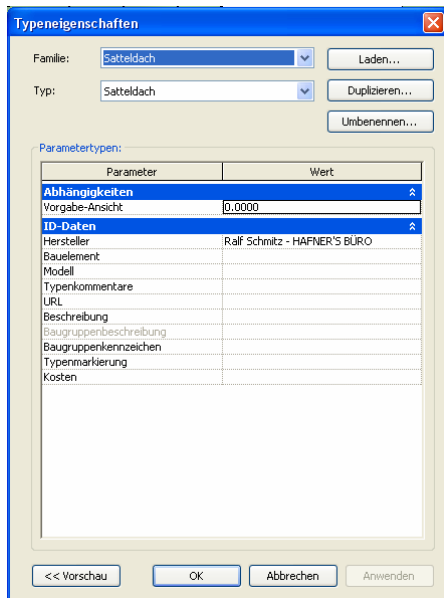 Typeneigenschaften
Familie: Satteldach Laden...
Typ: Satteldach Duplizieren...
Umbenennen...
Parametertypen:
Parameter Wert
Abhängigkeiten
Vorgabe-Ansicht 0.0000
ID-Daten
Hersteller Ralf Schmitz - HAFNER'S BÜRO
Bauelement
Modell
Typenkommentare
URL
Beschreibung
Baugruppenbeschreibung
Baugruppenkennzeichen
Typenmarkierung
Kosten
<< Vorschau OK Abbrechen Anwenden